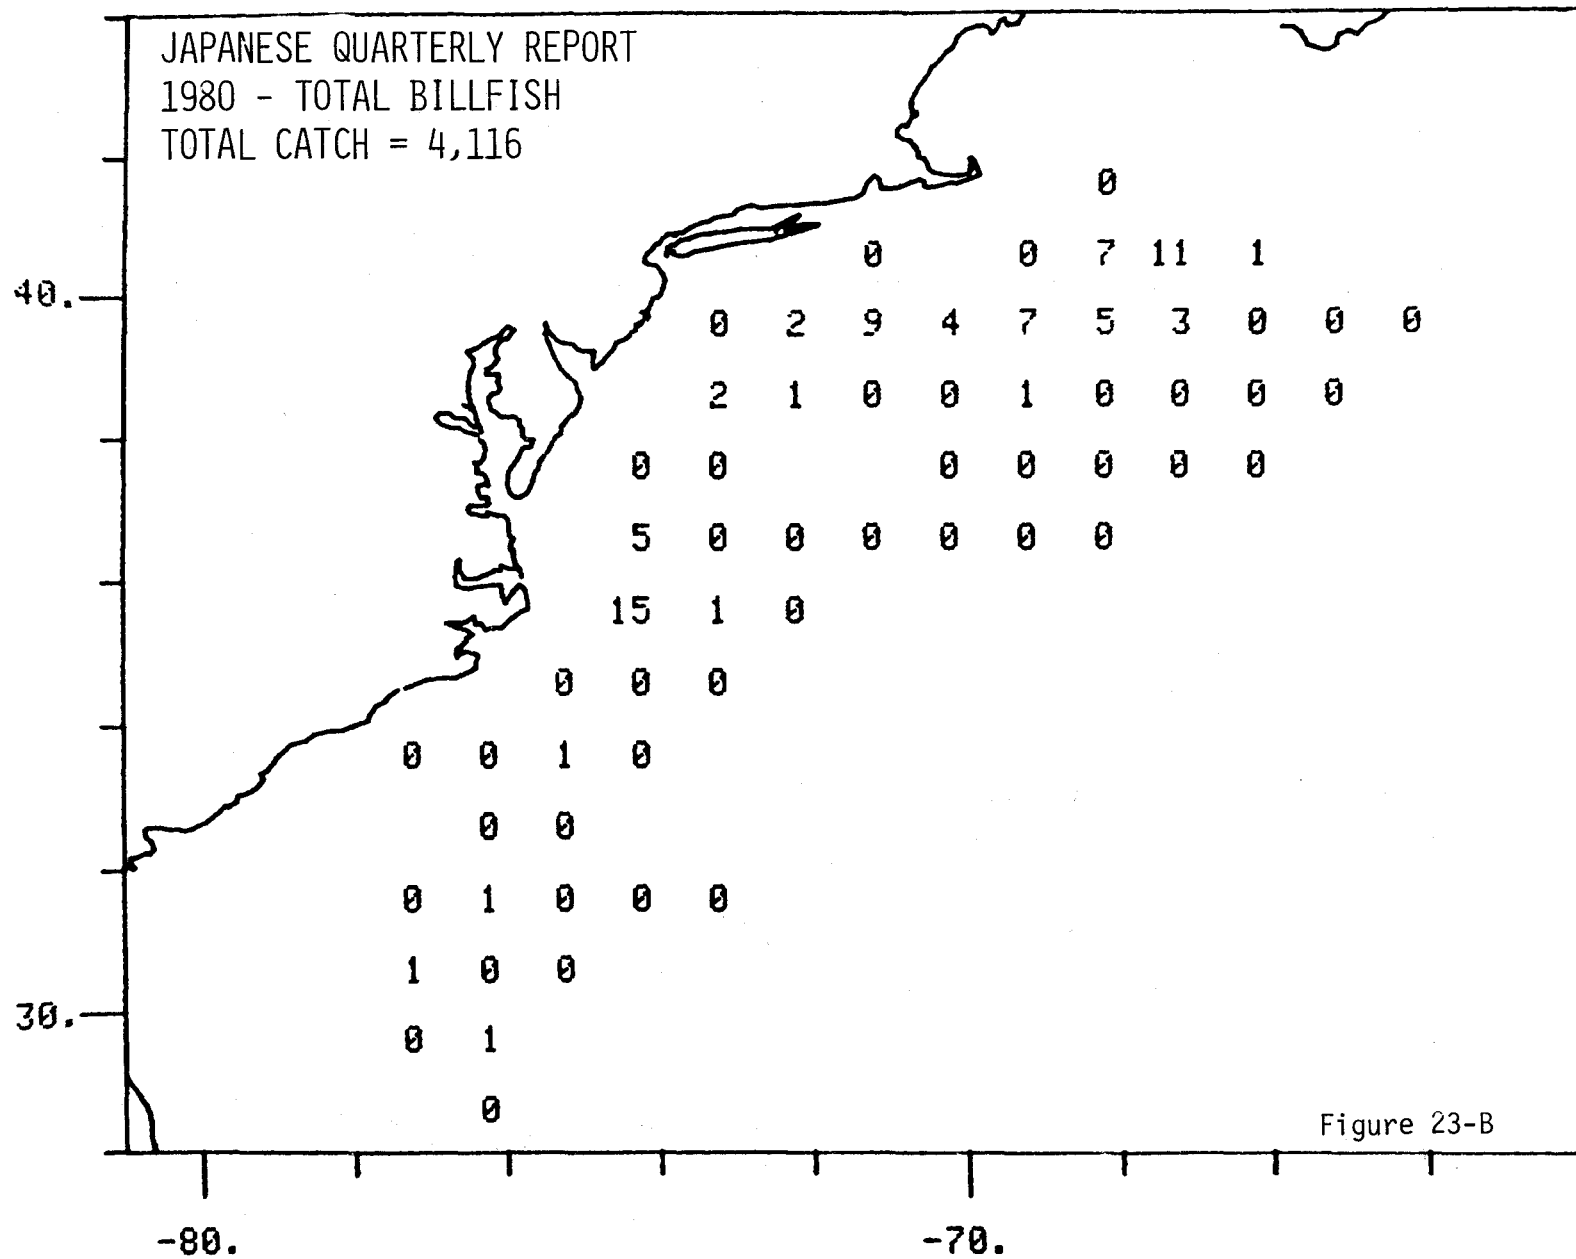 JAPANESE QUARTERLY REPORT
1980 - TOTAL BILLFISH
TOTAL CATCH = 4,116
0
0 0 7 11 1
40.
0 2 9 4 7 5 3 0 0 0
2 1 0 0 1 0 0 0 0
0 0 0 0 0 0 0
5 0 0 0 0 0 0
15 1 0
0 0 0
0 0 1 0
0 0
0 1 0 0 0
1 0 0
30.
0 1
0
Figure 23-B
-80. -70.